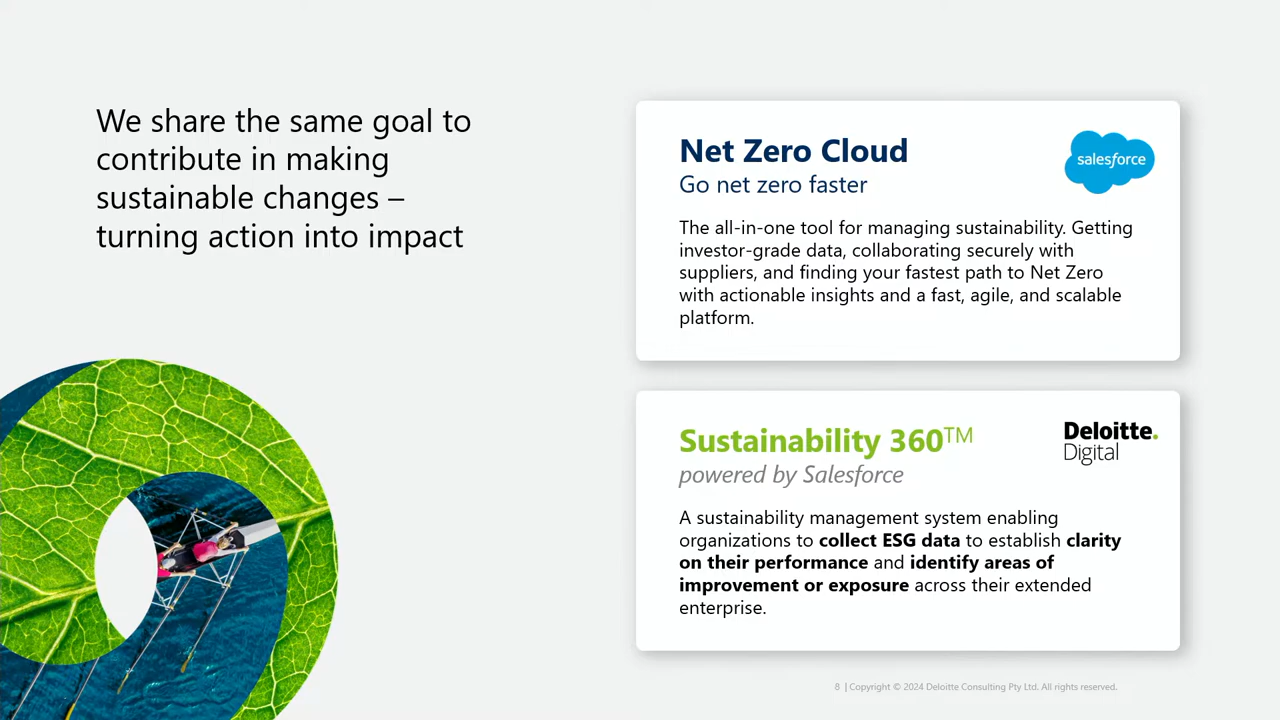 We share the same goal to
contribute in making
sustainable changes –
turning action into impact
Net Zero Cloud
Go net zero faster
salesforce
The all-in-one tool for managing sustainability. Getting
investor-grade data, collaborating securely with
suppliers, and finding your fastest path to Net Zero
with actionable insights and a fast, agile, and scalable
platform.
Sustainability 360TM
powered by Salesforce
Deloitte.
Digital
A sustainability management system enabling
organizations to collect ESG data to establish clarity
on their performance and identify areas of
improvement or exposure across their extended
enterprise.
8 | Copyright © 2024 Deloitte Consulting Pty Ltd. All rights reserved.